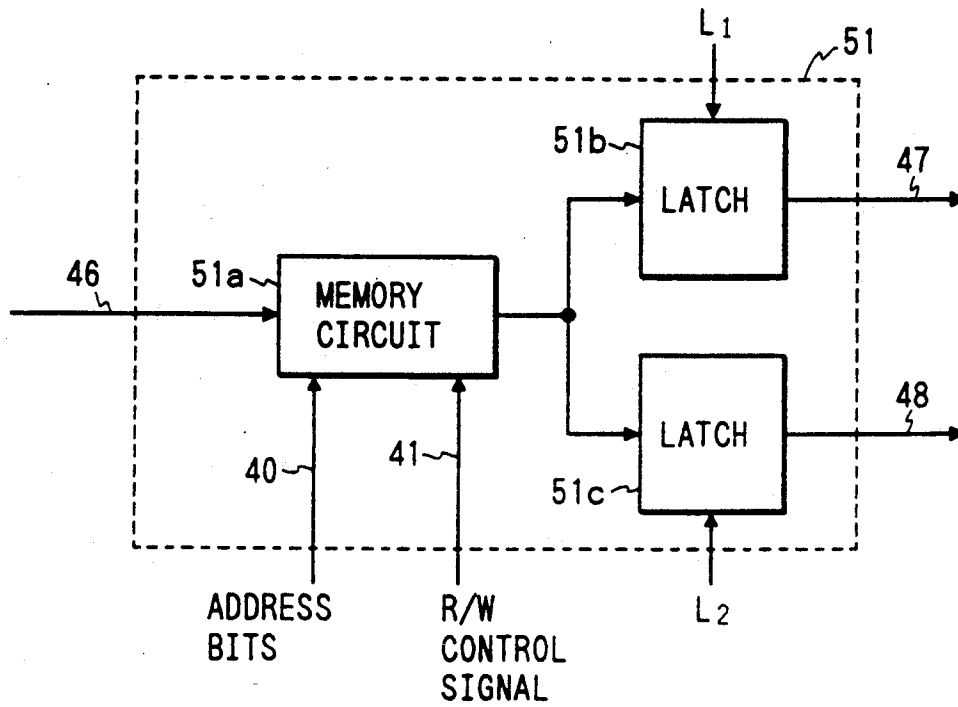 L1
51
51b
LATCH
47
46
51a
MEMORY
CIRCUIT
LATCH
48
51c
40
41
ADDRESS
BITS
R/W
CONTROL
SIGNAL
L2